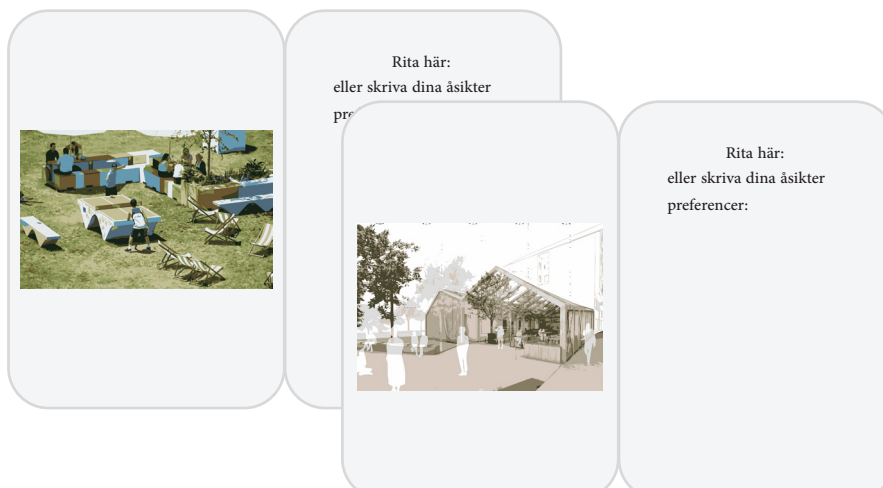 Rita här:
eller skriva dina åsikter
Rita här:
eller skriva dina åsikter
preferencer: